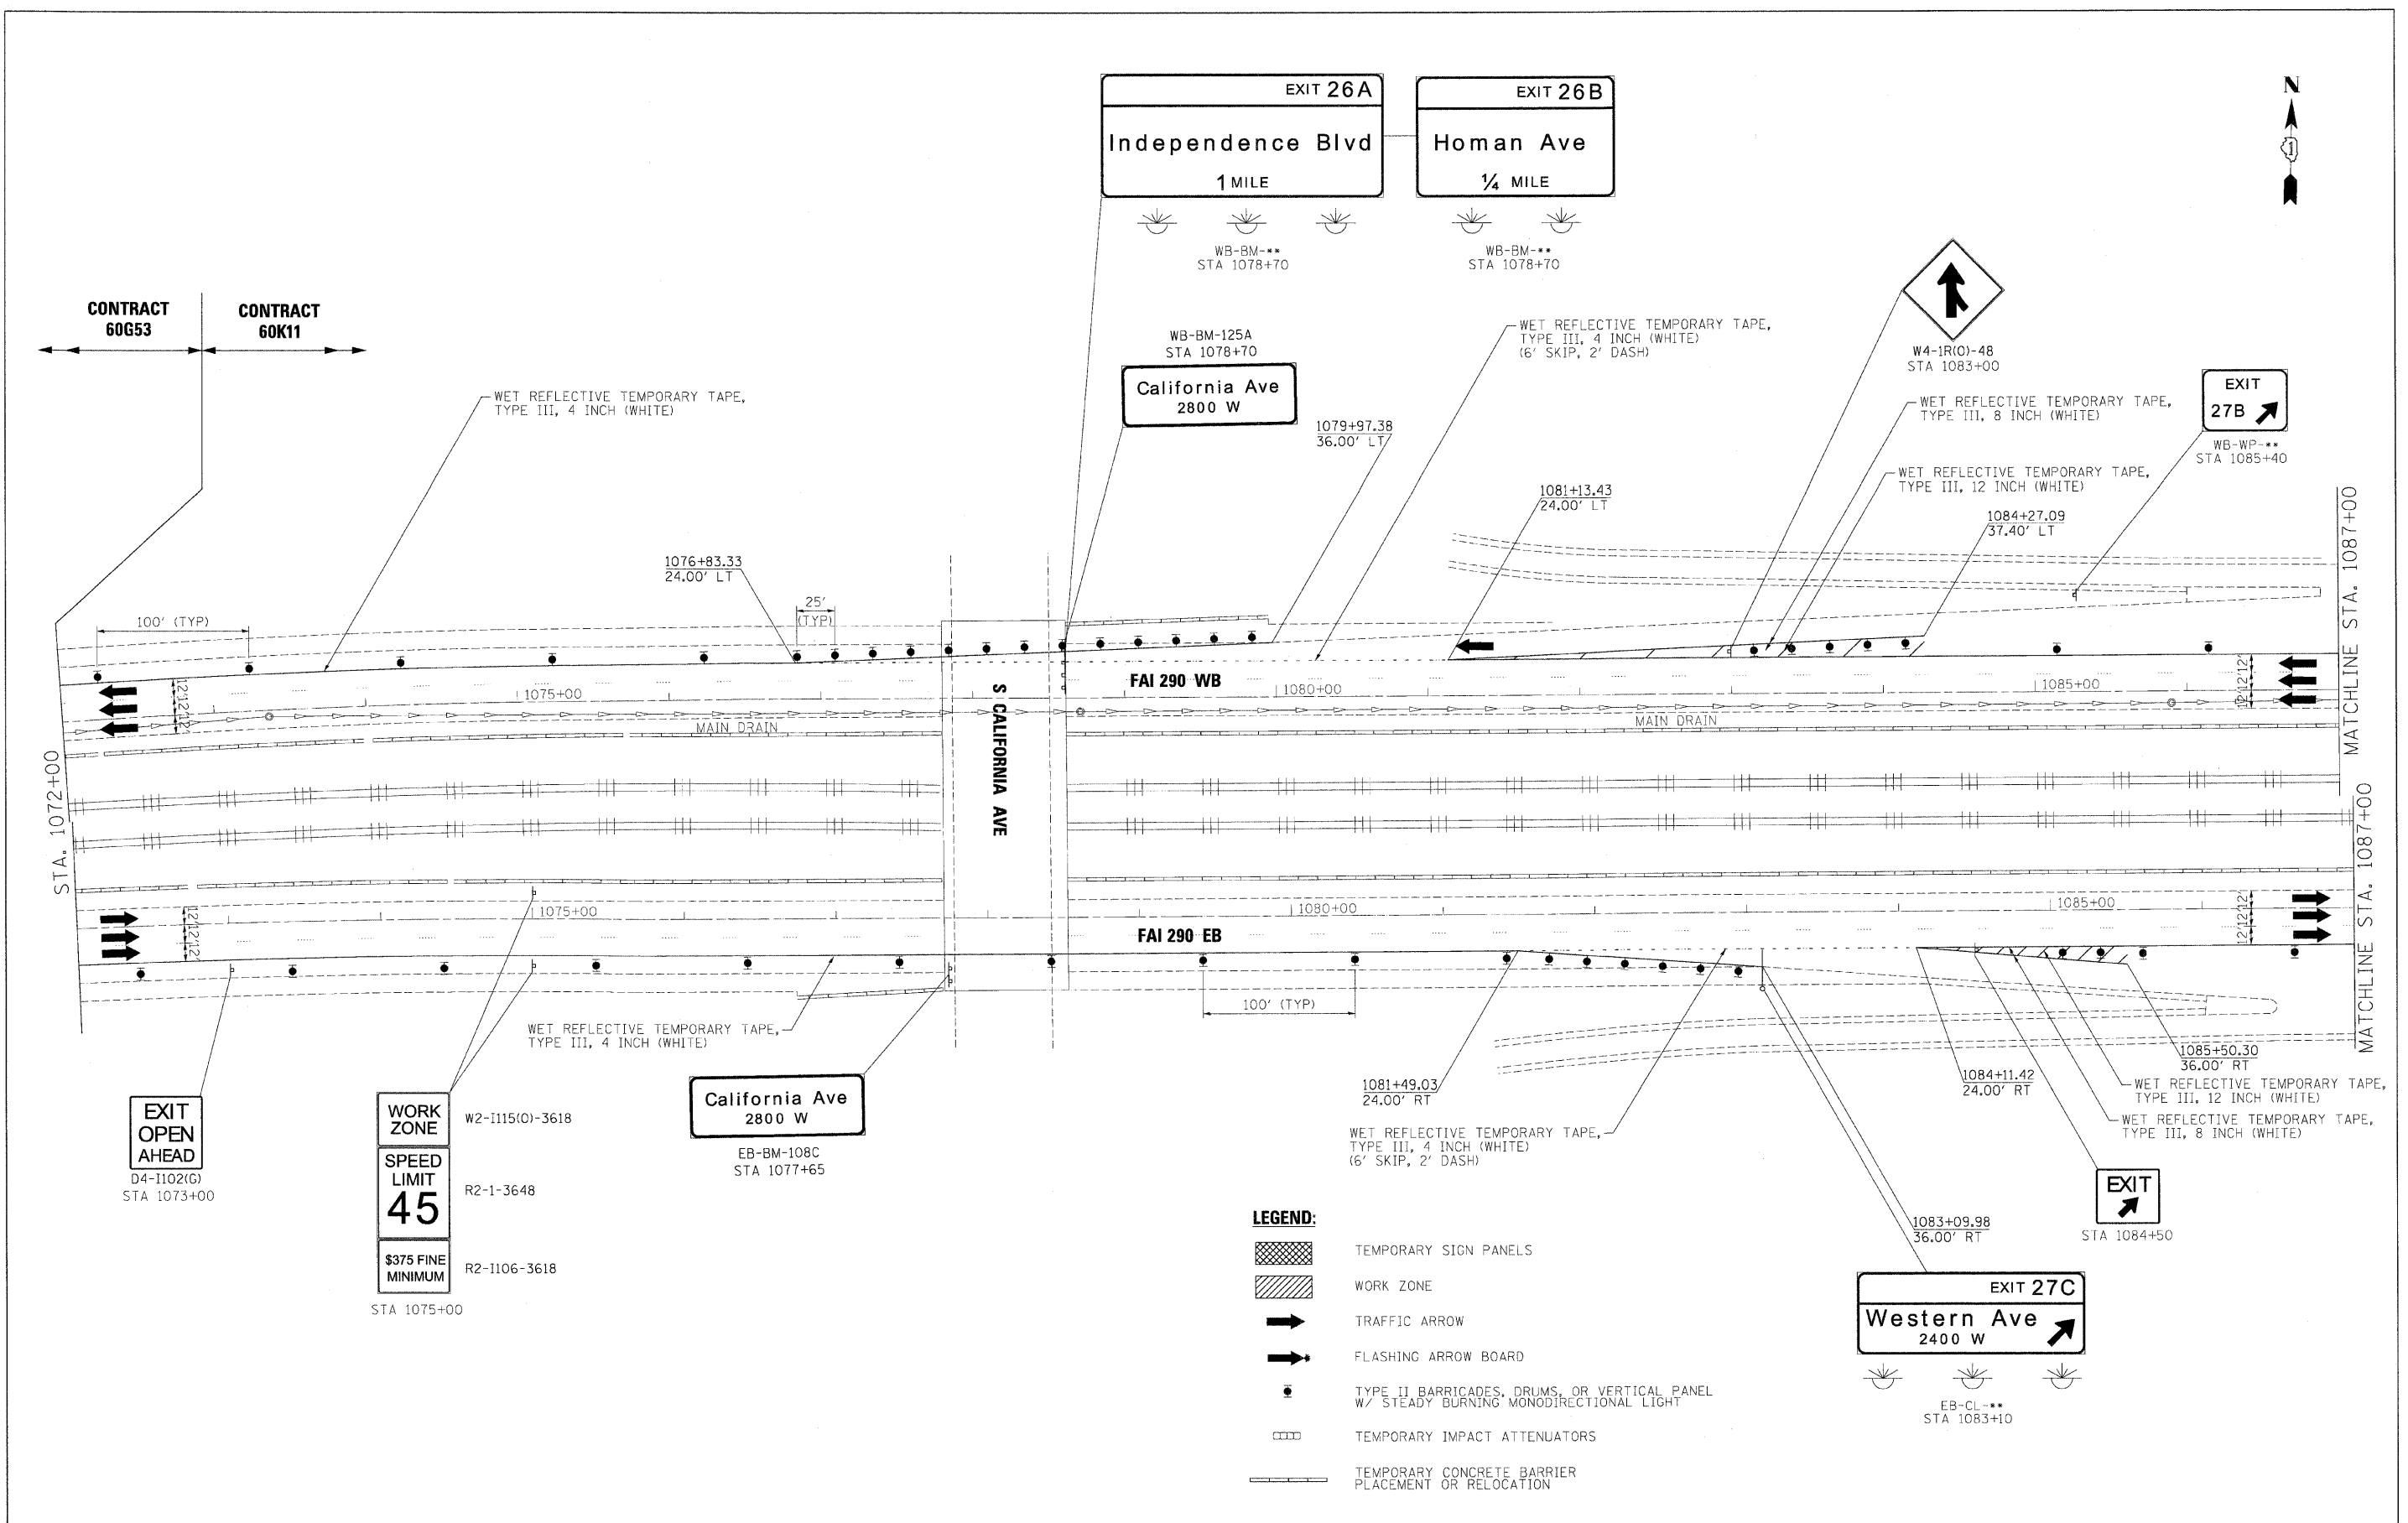 EXIT 26A
Independence Blvd
1 MILE
WB-BM-**
STA 1078+70
EXIT 26B
Homan Ave
1/4 MILE
WB-BM-**
STA 1078+70
N
1
CONTRACT
60G53
CONTRACT
60K11
WB-BM-125A
STA 1078+70
California Ave
2800 W
WET REFLECTIVE TEMPORARY TAPE,
TYPE III, 4 INCH (WHITE)
(6' SKIP, 2' DASH)
W4-1R(O)-48
STA 1083+00
WET REFLECTIVE TEMPORARY TAPE,
TYPE III, 4 INCH (WHITE)
WET REFLECTIVE TEMPORARY TAPE,
TYPE III, 8 INCH (WHITE)
EXIT
27B
WB-WP-**
STA 1085+40
1079+97.38
36.00' LT
WET REFLECTIVE TEMPORARY TAPE,
TYPE III, 12 INCH (WHITE)
1081+13.43
24.00' LT
1084+27.09
37.40' LT
1076+83.33
24.00' LT
25'
(TYP)
100' (TYP)
MATCHLINE STA. 1087+00
12'12'12'
1075+00
FAI 290 WB
1080+00
1085+00
12'12'12'
MAIN DRAIN
MAIN DRAIN
S CALIFORNIA AVE
STA. 1072+00
MATCHLINE STA. 1087+00
12'12'12'
1075+00
FAI 290 EB
1080+00
1085+00
12'12'12'
100' (TYP)
WET REFLECTIVE TEMPORARY TAPE,
TYPE III, 4 INCH (WHITE)
EXIT
OPEN
AHEAD
D4-I102(G)
STA 1073+00
WORK
ZONE
W2-I115(O)-3618
SPEED
LIMIT
45
R2-1-3648
$375 FINE
MINIMUM
R2-I106-3618
STA 1075+00
California Ave
2800 W
EB-BM-108C
STA 1077+65
1081+49.03
24.00' RT
WET REFLECTIVE TEMPORARY TAPE,
TYPE III, 4 INCH (WHITE)
(6' SKIP, 2' DASH)
1084+11.42
24.00' RT
1085+50.30
36.00' RT
WET REFLECTIVE TEMPORARY TAPE,
TYPE III, 12 INCH (WHITE)
WET REFLECTIVE TEMPORARY TAPE,
TYPE III, 8 INCH (WHITE)
EXIT
STA 1084+50
1083+09.98
36.00' RT
EXIT 27C
Western Ave
2400 W
EB-CL-**
STA 1083+10
LEGEND:
TEMPORARY SIGN PANELS
WORK ZONE
TRAFFIC ARROW
FLASHING ARROW BOARD
TYPE II BARRICADES, DRUMS, OR VERTICAL PANEL
W/ STEADY BURNING MONODIRECTIONAL LIGHT
TEMPORARY IMPACT ATTENUATORS
TEMPORARY CONCRETE BARRIER
PLACEMENT OR RELOCATION